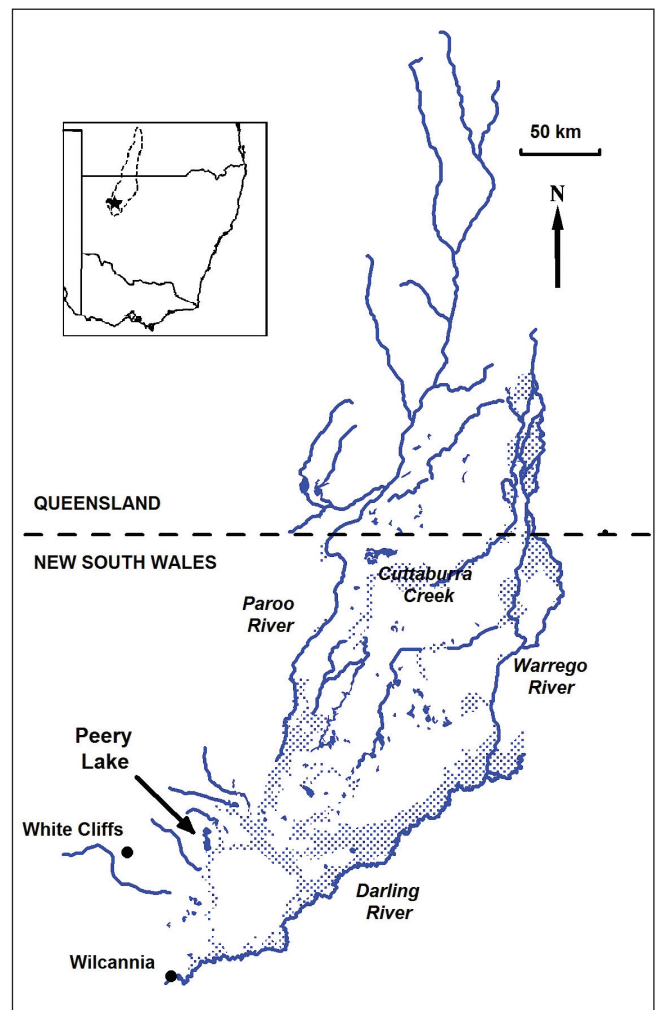 50 km
N
QUEENSLAND
NEW SOUTH WALES
Cuttaburra
Creek
Paroo
River
Warrego
River
Peery
Lake
White Cliffs
Darling
River
Wilcannia